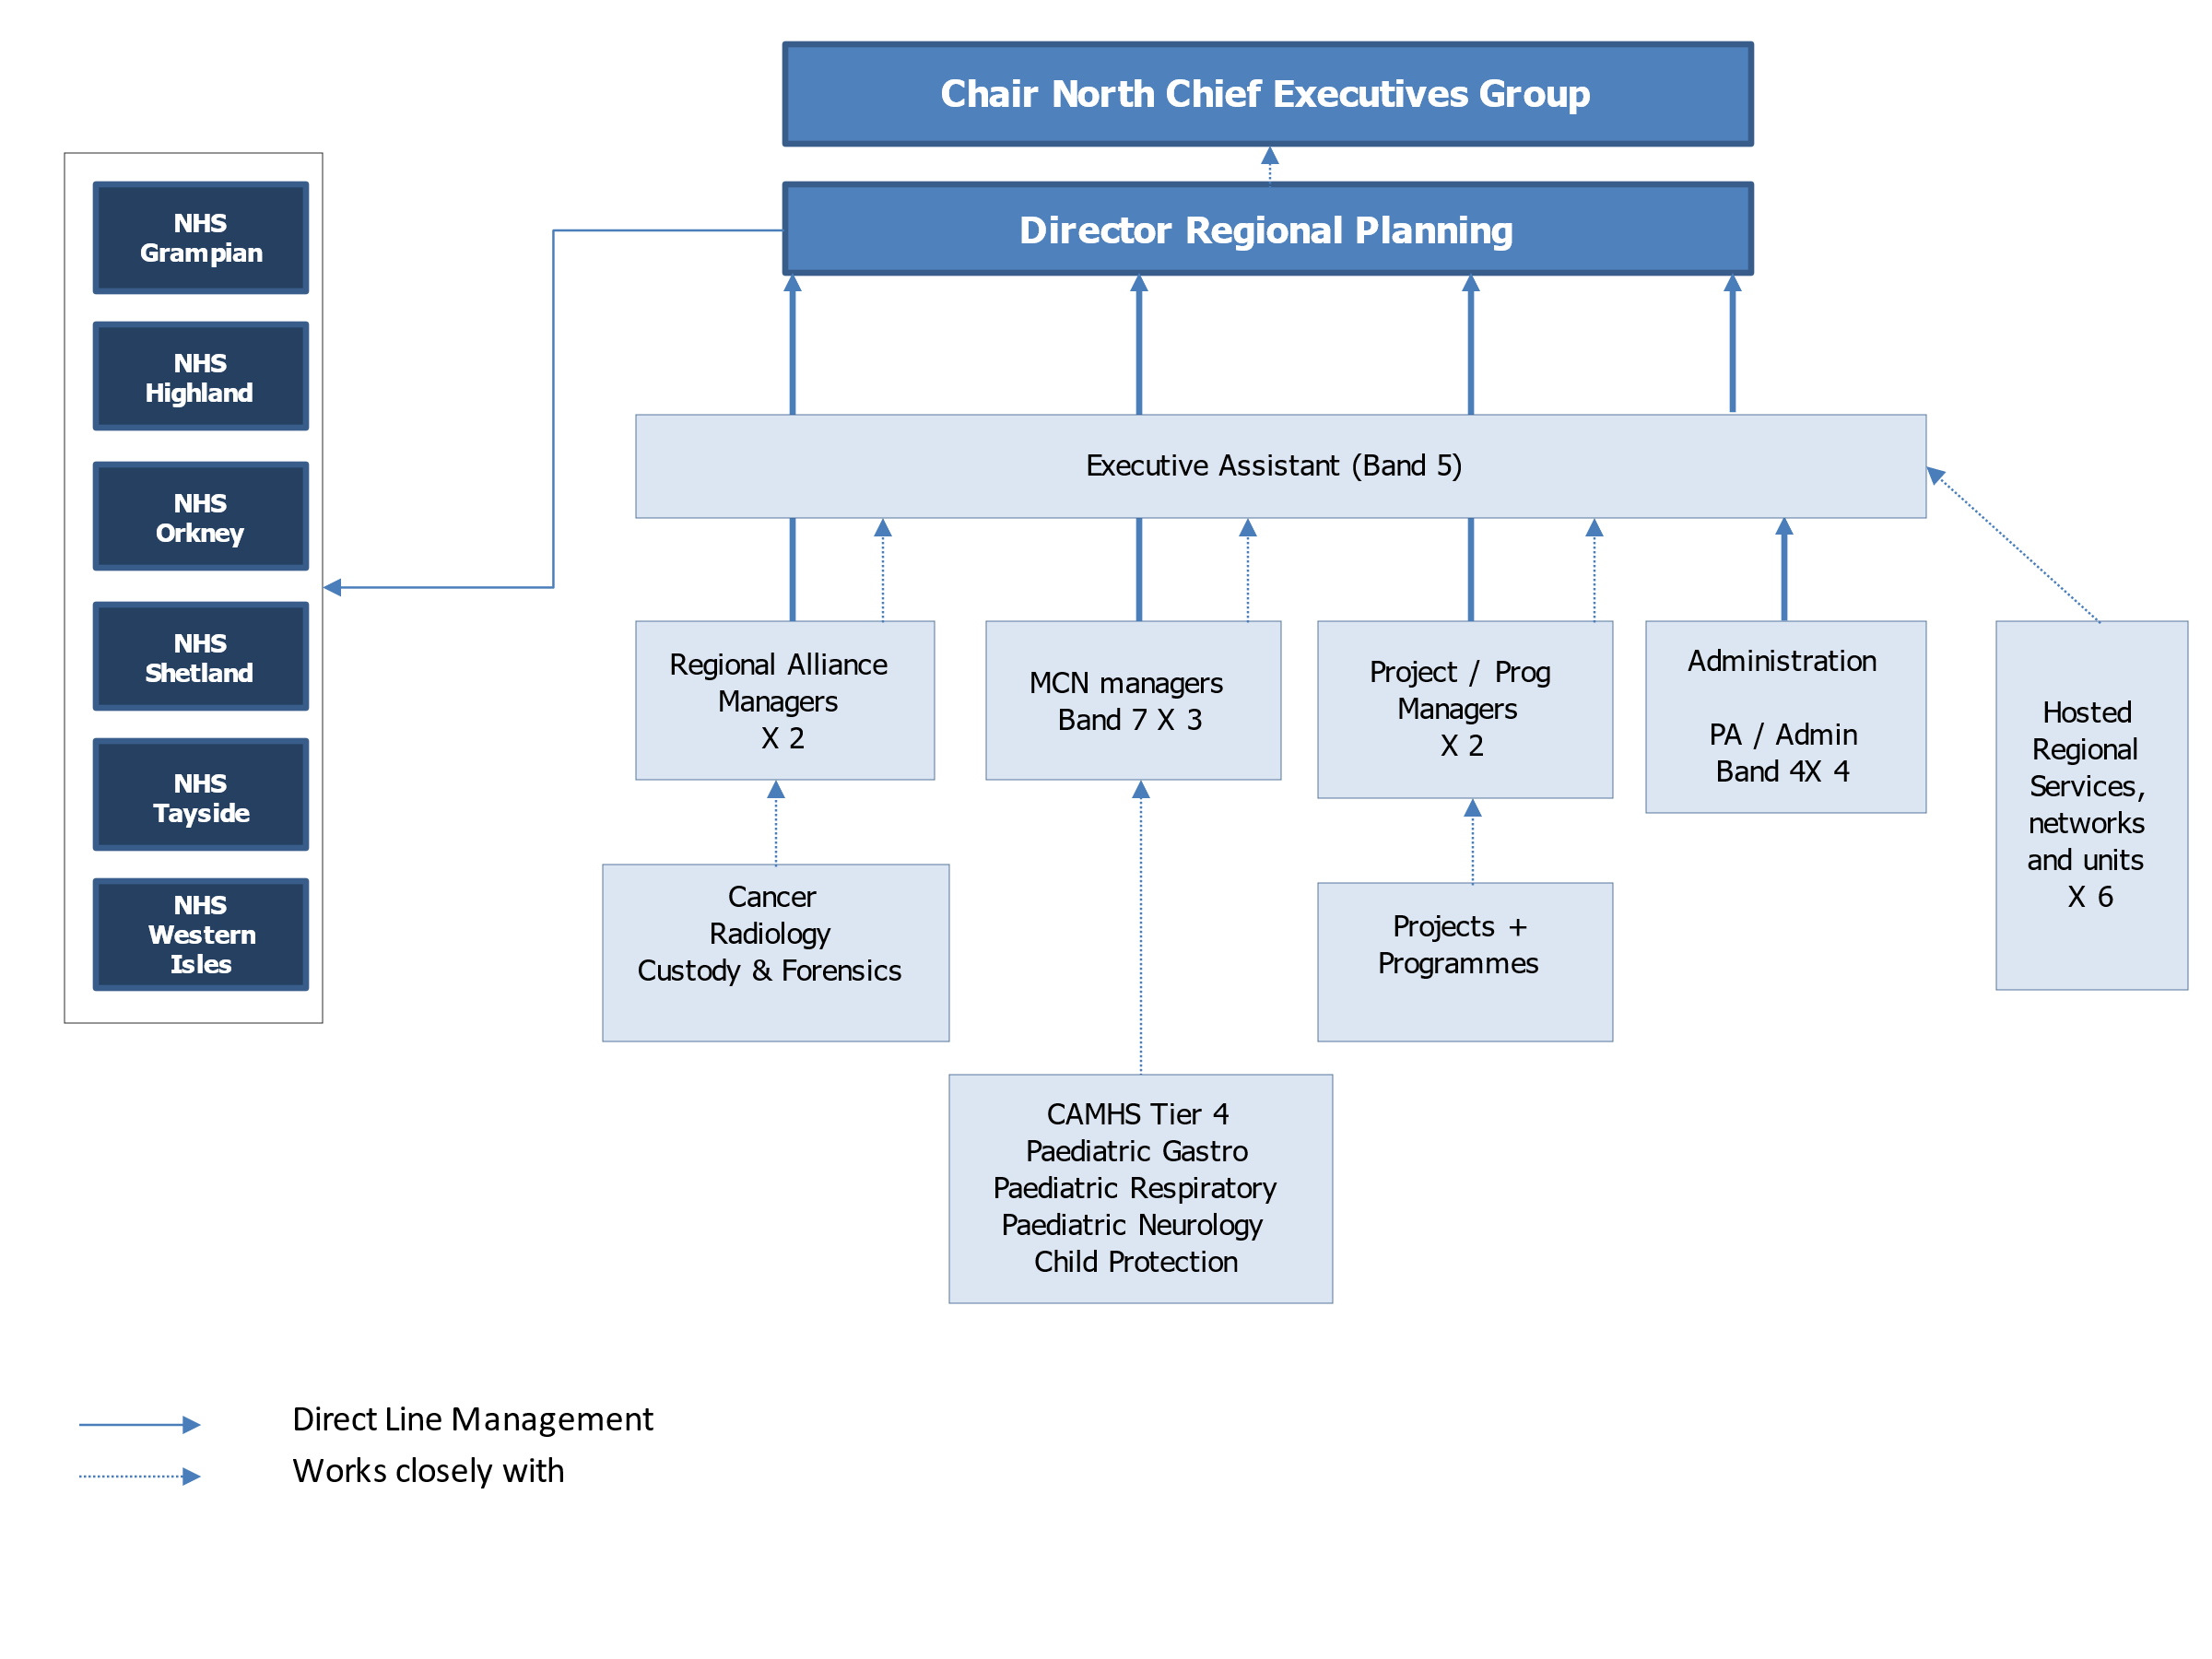 Chair North Chief Executives Group
Director Regional Planning
NHS
Grampian
NHS
Highland
NHS
Orkney
NHS
Shetland
NHS
Tayside
NHS
Western
Isles
Executive Assistant (Band 5)
Regional Alliance
Managers
X 2
MCN managers
Band 7 X 3
Project / Prog
Managers
X 2
Administration
PA / Admin
Band 4X 4
Hosted
Regional
Services,
networks
and units
X 6
Cancer
Radiology
Custody & Forensics
Projects +
Programmes
CAMHS Tier 4
Paediatric Gastro
Paediatric Respiratory
Paediatric Neurology
Child Protection
Direct Line Management
Works closely with